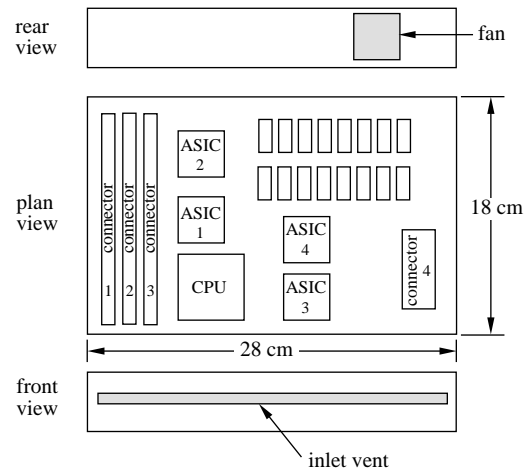 rear
view
fan
plan
view
connector
1
connector
2
connector
3
ASIC
2
ASIC
1
CPU
ASIC
4
ASIC
3
connector
4
18 cm
28 cm
front
view
inlet vent